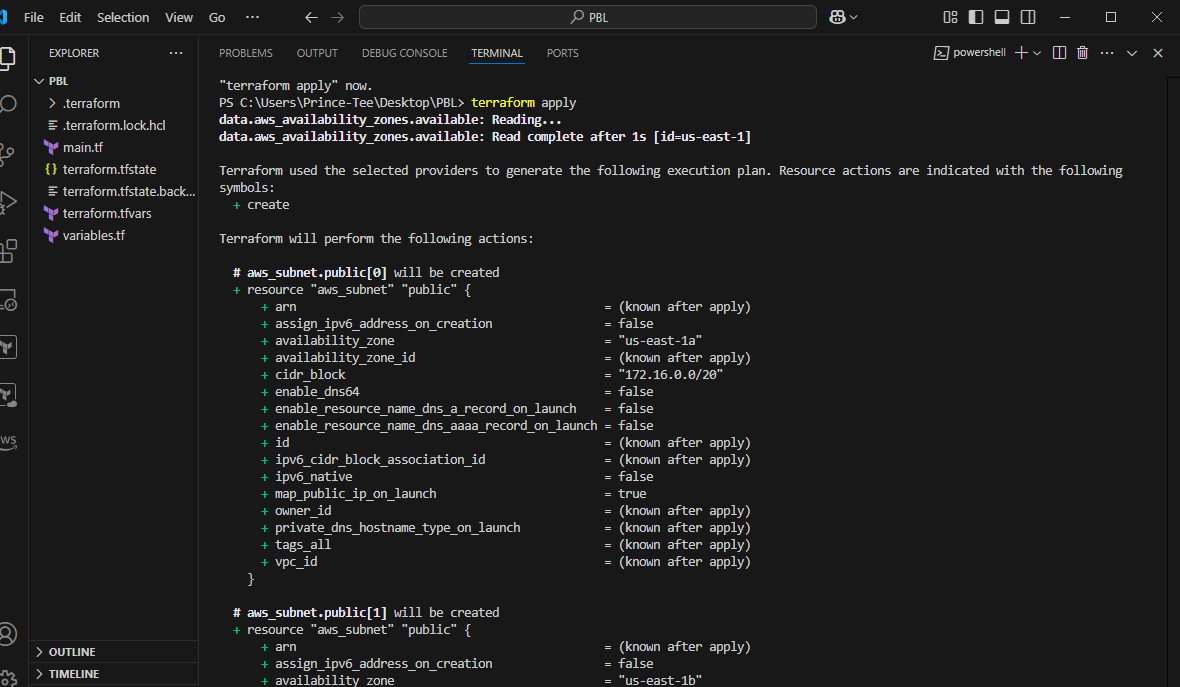 File Edit Selection View Go ··· PBL
EXPLORER ···
PBL
.terraform
.terraform.lock.hcl
main.tf
terraform.tfstate
terraform.tfstate.back...
terraform.tfvars
variables.tf
OUTLINE
TIMELINE
PROBLEMS OUTPUT DEBUG CONSOLE TERMINAL PORTS powershell
"terraform apply" now.
PS C:\Users\Prince-Tee\Desktop\PBL> terraform apply
data.aws_availability_zones.available: Reading...
data.aws_availability_zones.available: Read complete after 1s [id=us-east-1]
Terraform used the selected providers to generate the following execution plan. Resource actions are indicated with the following
symbols:
+ create
Terraform will perform the following actions:
# aws_subnet.public[0] will be created
+ resource "aws_subnet" "public" {
+ arn = (known after apply)
+ assign_ipv6_address_on_creation = false
+ availability_zone = "us-east-1a"
+ availability_zone_id = (known after apply)
+ cidr_block = "172.16.0.0/20"
+ enable_dns64 = false
+ enable_resource_name_dns_a_record_on_launch = false
+ enable_resource_name_dns_aaaa_record_on_launch = false
+ id = (known after apply)
+ ipv6_cidr_block_association_id = (known after apply)
+ ipv6_native = false
+ map_public_ip_on_launch = true
+ owner_id = (known after apply)
+ private_dns_hostname_type_on_launch = (known after apply)
+ tags_all = (known after apply)
+ vpc_id = (known after apply)
}
# aws_subnet.public[1] will be created
+ resource "aws_subnet" "public" {
+ arn = (known after apply)
+ assign_ipv6_address_on_creation = false
+ availability_zone = "us-east-1b"